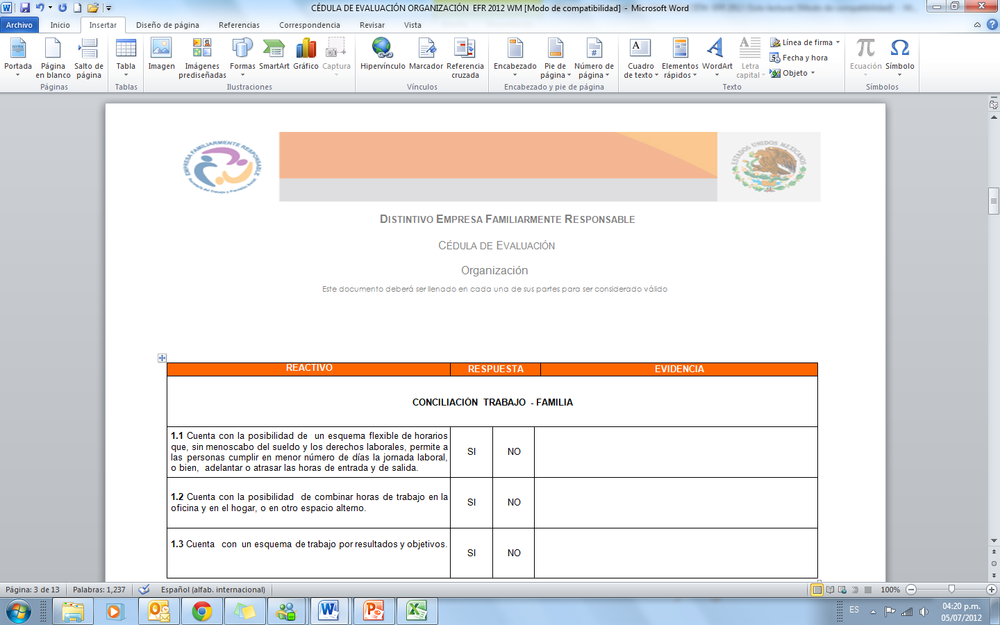 CÉDULA DE EVALUACIÓN ORGANIZACIÓN  EFR 2012 WM [Modo de compatibilidad]  -  Microsoft Word
Archivo Inicio Insertar Diseño de página Referencias Correspondencia Revisar Vista
Portada
Página en blanco
Salto de página
Páginas
Tabla
Tablas
Imagen
Imágenes prediseñadas
Formas
SmartArt
Gráfico
Captura
Ilustraciones
Hipervínculo
Marcador
Referencia cruzada
Vínculos
Encabezado
Pie de página
Número de página
Encabezado y pie de página
Cuadro de texto
Elementos rápidos
WordArt
Letra capital
Línea de firma
Fecha y hora
Objeto
Texto
Ecuación
Símbolo
Símbolos
EMPRESA FAMILIARMENTE RESPONSABLE
Secretaría del Trabajo y Previsión Social
ESTADOS UNIDOS MEXICANOS
DISTINTIVO EMPRESA FAMILIARMENTE RESPONSABLE
CÉDULA DE EVALUACIÓN
Organización
Este documento deberá ser llenado en cada una de sus partes para ser considerado válido
REACTIVO RESPUESTA EVIDENCIA
CONCILIACIÓN TRABAJO - FAMILIA
1.1 Cuenta con la posibilidad de un esquema flexible de horarios
que, sin menoscabo del sueldo y los derechos laborales, permite a
las personas cumplir en menor número de días la jornada laboral,
o bien, adelantar o atrasar las horas de entrada y de salida.
SI NO
1.2 Cuenta con la posibilidad de combinar horas de trabajo en la
oficina y en el hogar, o en otro espacio alterno.
SI NO
1.3 Cuenta con un esquema de trabajo por resultados y objetivos.
SI NO
Página: 3 de 13 Palabras: 1,237 Español (alfab. internacional) 100%
ES 04:20 p.m.
05/07/2012